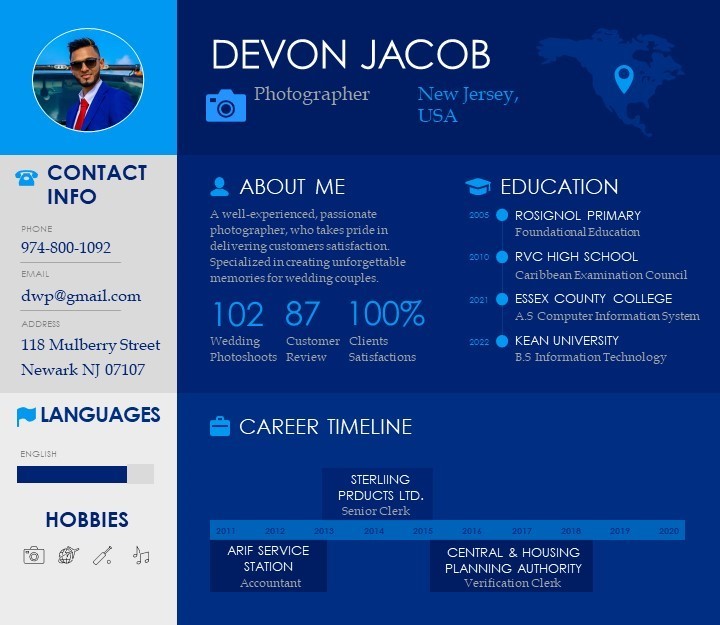 DEVON JACOB
Photographer
New Jersey,
USA
CONTACT
INFO
PHONE
974-800-1092
EMAIL
dwp@gmail.com
ADDRESS
118 Mulberry Street
Newark NJ 07107
LANGUAGES
ENGLISH
HOBBIES
ABOUT ME
A well-experienced, passionate
photographer, who takes pride in
delivering customers satisfaction.
Specialized in creating unforgettable
memories for wedding couples.
102 87 100%
Wedding Customer Clients
Photoshoots Review Satisfactions
EDUCATION
2005 ROSIGNOL PRIMARY
Foundational Education
2010 RVC HIGH SCHOOL
Caribbean Examination Council
2021 ESSEX COUNTY COLLEGE
A.S Computer Information System
2022 KEAN UNIVERSITY
B.S Information Technology
CAREER TIMELINE
STERLIING
PRDUCTS LTD.
Senior Clerk
2011 2012 2013 2014 2015 2016 2017 2018 2019 2020
ARIF SERVICE
STATION
Accountant
CENTRAL & HOUSING
PLANNING AUTHORITY
Verification Clerk